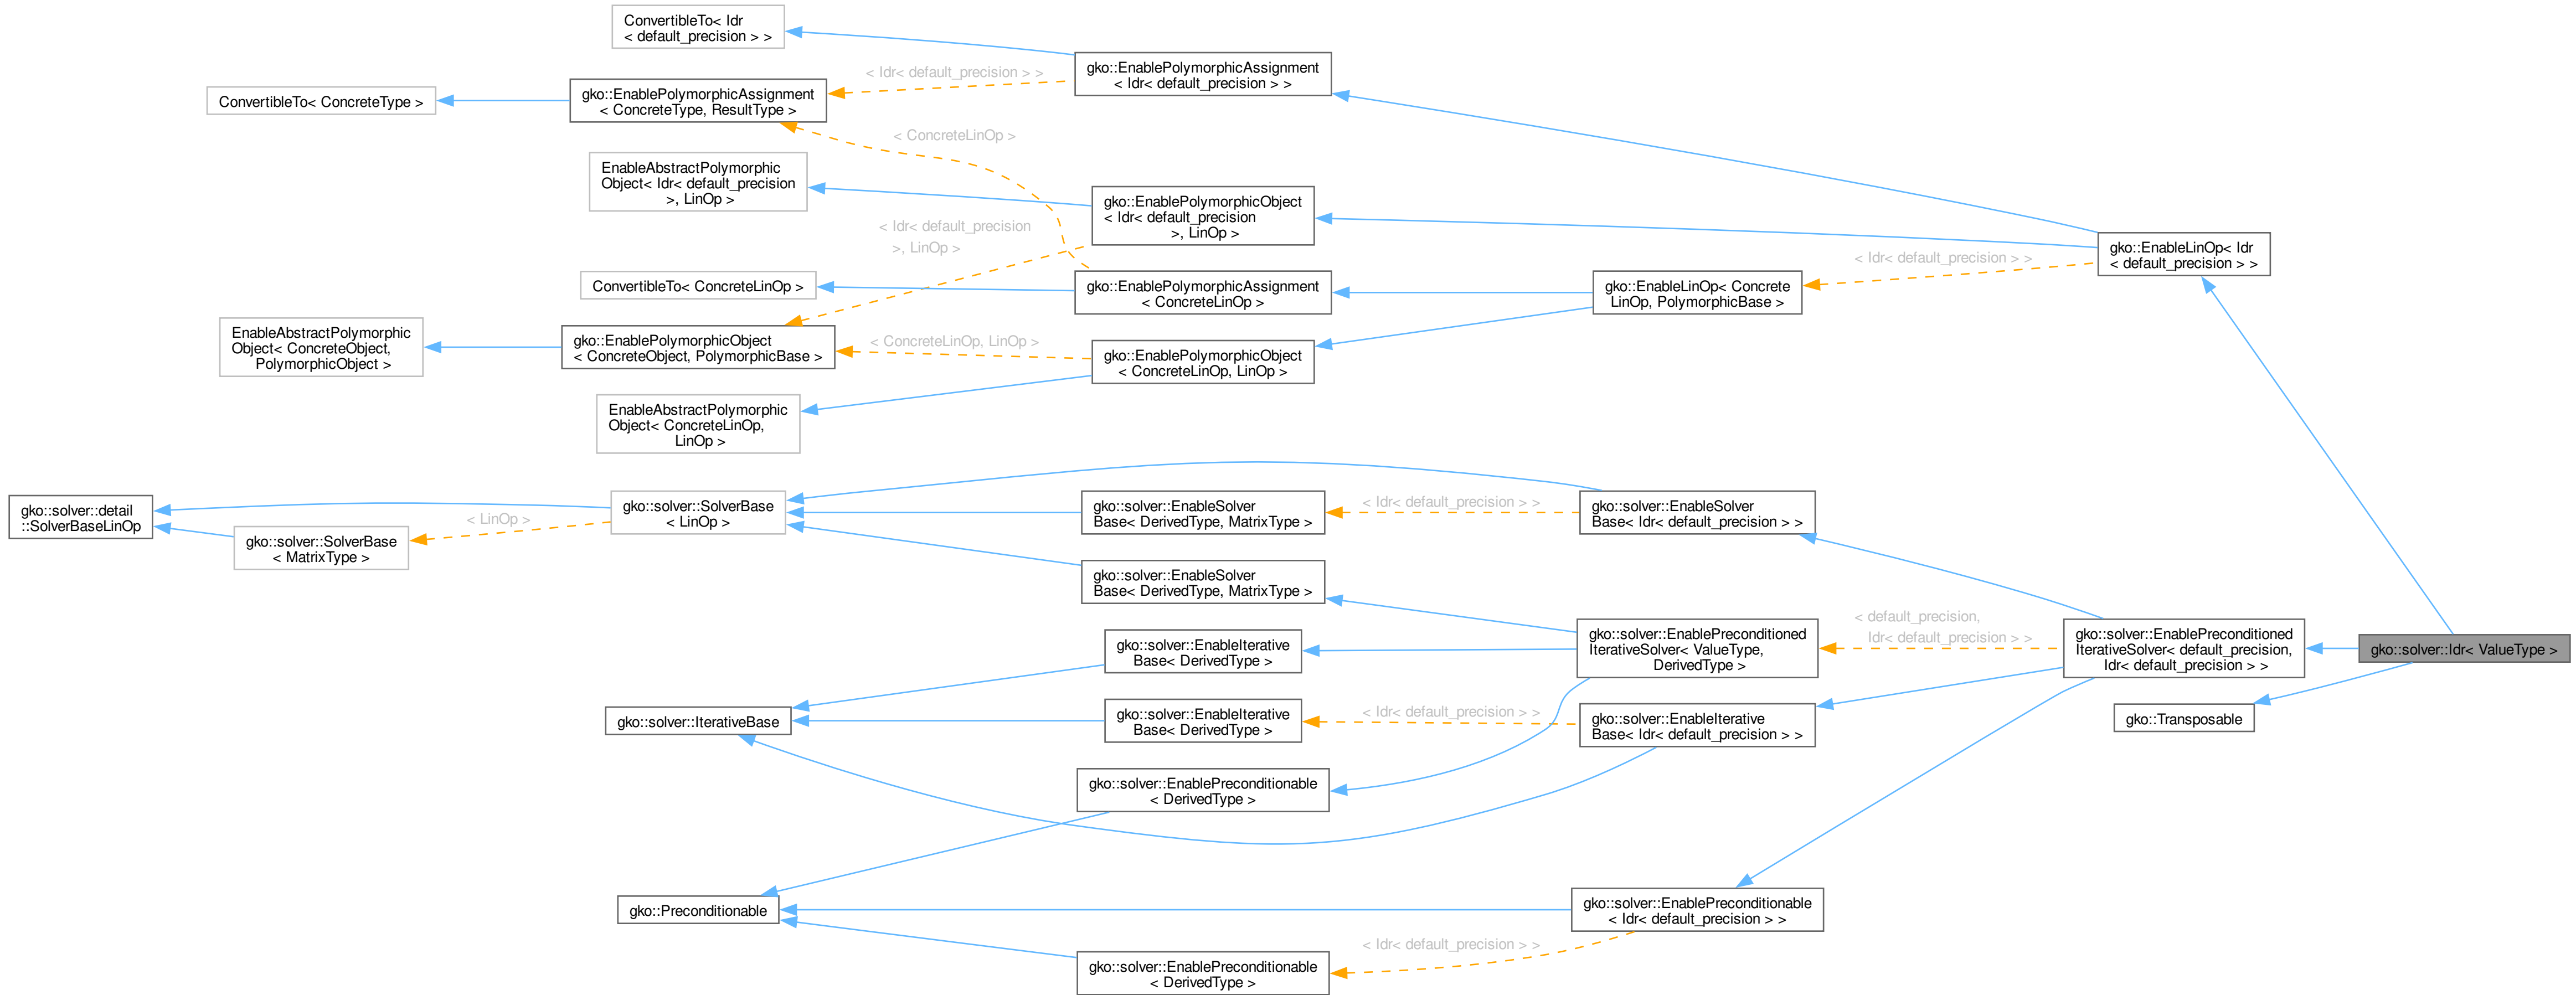 ConvertibleTo< Idr
< default_precision > >
gko::EnablePolymorphicAssignment
< Idr< default_precision > >
< Idr< default_precision > >
gko::EnablePolymorphicAssignment
< ConcreteType, ResultType >
ConvertibleTo< ConcreteType >
< ConcreteLinOp >
EnableAbstractPolymorphic
Object< Idr< default_precision
>, LinOp >
gko::EnablePolymorphicObject
< Idr< default_precision
>, LinOp >
< Idr< default_precision
>, LinOp >
gko::EnableLinOp< Idr
< default_precision > >
< Idr< default_precision > >
ConvertibleTo< ConcreteLinOp >
gko::EnablePolymorphicAssignment
< ConcreteLinOp >
gko::EnableLinOp< Concrete
LinOp, PolymorphicBase >
EnableAbstractPolymorphic
Object< ConcreteObject,
PolymorphicObject >
gko::EnablePolymorphicObject
< ConcreteObject, PolymorphicBase >
< ConcreteLinOp, LinOp >
gko::EnablePolymorphicObject
< ConcreteLinOp, LinOp >
EnableAbstractPolymorphic
Object< ConcreteLinOp,
LinOp >
gko::solver::detail
::SolverBaseLinOp
< LinOp >
gko::solver::SolverBase
< MatrixType >
gko::solver::SolverBase
< LinOp >
gko::solver::EnableSolver
Base< DerivedType, MatrixType >
< Idr< default_precision > >
gko::solver::EnableSolver
Base< Idr< default_precision > >
gko::solver::EnableSolver
Base< DerivedType, MatrixType >
gko::solver::EnableIterative
Base< DerivedType >
gko::solver::EnablePreconditioned
IterativeSolver< ValueType,
DerivedType >
< default_precision,
Idr< default_precision > >
gko::solver::EnablePreconditioned
IterativeSolver< default_precision,
Idr< default_precision > >
gko::solver::Idr< ValueType >
gko::solver::IterativeBase
gko::solver::EnableIterative
Base< DerivedType >
< Idr< default_precision > >
gko::solver::EnableIterative
Base< Idr< default_precision > >
gko::Transposable
gko::solver::EnablePreconditionable
< DerivedType >
gko::Preconditionable
gko::solver::EnablePreconditionable
< Idr< default_precision > >
< Idr< default_precision > >
gko::solver::EnablePreconditionable
< DerivedType >